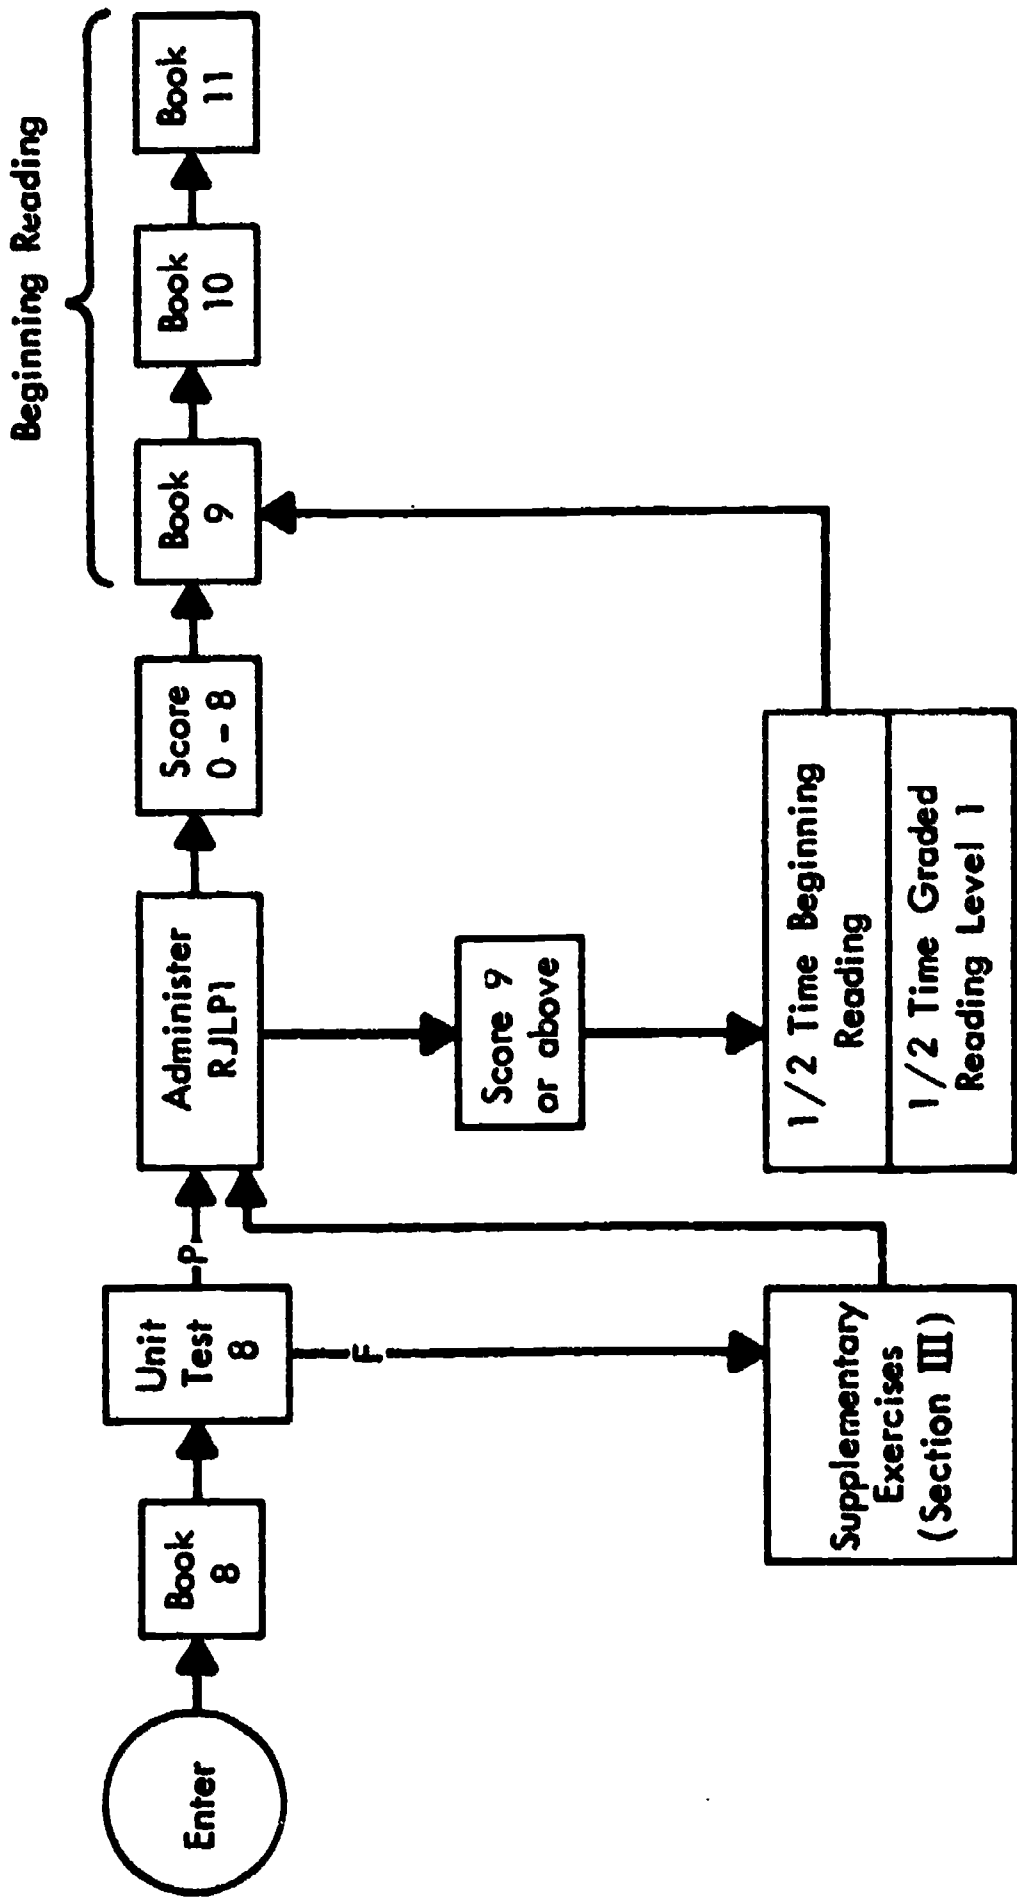 Beginning Reading
Enter
Book
8
Unit
Test
8
P
F
Administer
RJLP1
Score
0 - 8
Book
9
Book
10
Book
11
Score 9
or above
Supplementary
Exercises
(Section III)
1/2 Time Beginning
Reading
1/2 Time Graded
Reading Level 1